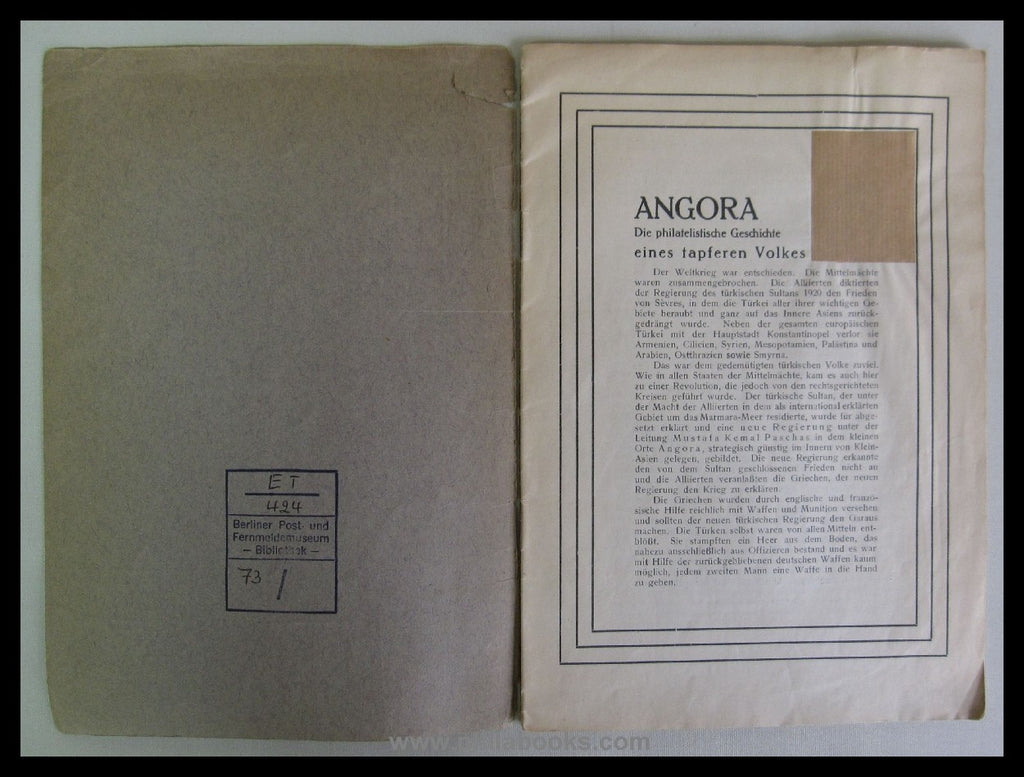 E T
424
Berliner Post- und
Fernmeldemuseum
— Bibliothek —
73 /
ANGORA
Die philatelistische Geschichte
eines tapferen Volkes
Der Weltkrieg war entschieden. Die Mittelmächte
waren zusammengebrochen. Die Alliierten diktierten
der Regierung des türkischen Sultans 1920 den Frieden
von Sèvres, in dem die Türkei aller ihrer wichtigen Ge-
biete beraubt und ganz auf das Innere Asiens zurück-
gedrängt wurde. Neben der gesamten europäischen
Türkei mit der Hauptstadt Konstantinopel verlor sie
Armenien, Cilicien, Syrien, Mesopotamien, Palästina und
Arabien, Ostthrazien sowie Smyrna.
Das war dem gedemütigten türkischen Volke zuviel.
Wie in allen Staaten der Mittelmächte, kam es auch hier
zu einer Revolution, die jedoch von den rechtsgerichteten
Kreisen geführt wurde. Der türkische Sultan, der unter
der Macht der Alliierten in dem als international erklärten
Gebiet um das Marmara-Meer residierte, wurde für abge-
setzt erklärt und eine neue Regierung unter der
Leitung Mustafa Kemal Paschas in dem kleinen
Orte Angora, strategisch günstig im Innern von Klein-
Asien gelegen, gebildet. Die neue Regierung erkannte
den von dem Sultan geschlossenen Frieden nicht an
und die Alliierten veranlaßten die Griechen, der neuen
Regierung den Krieg zu erklären.
Die Griechen wurden durch englische und franzö-
sische Hilfe reichlich mit Waffen und Munition versehen
und sollten der neuen türkischen Regierung den Garaus
machen. Die Türken selbst waren von allen Mitteln ent-
blößt. Sie stampften ein Heer aus dem Boden, das
nahezu ausschließlich aus Offizieren bestand und es war
mit Hilfe der zurückgebliebenen deutschen Waffen kaum
möglich, jedem zweiten Mann eine Waffe in die Hand
zu geben.
www.philabooks.com